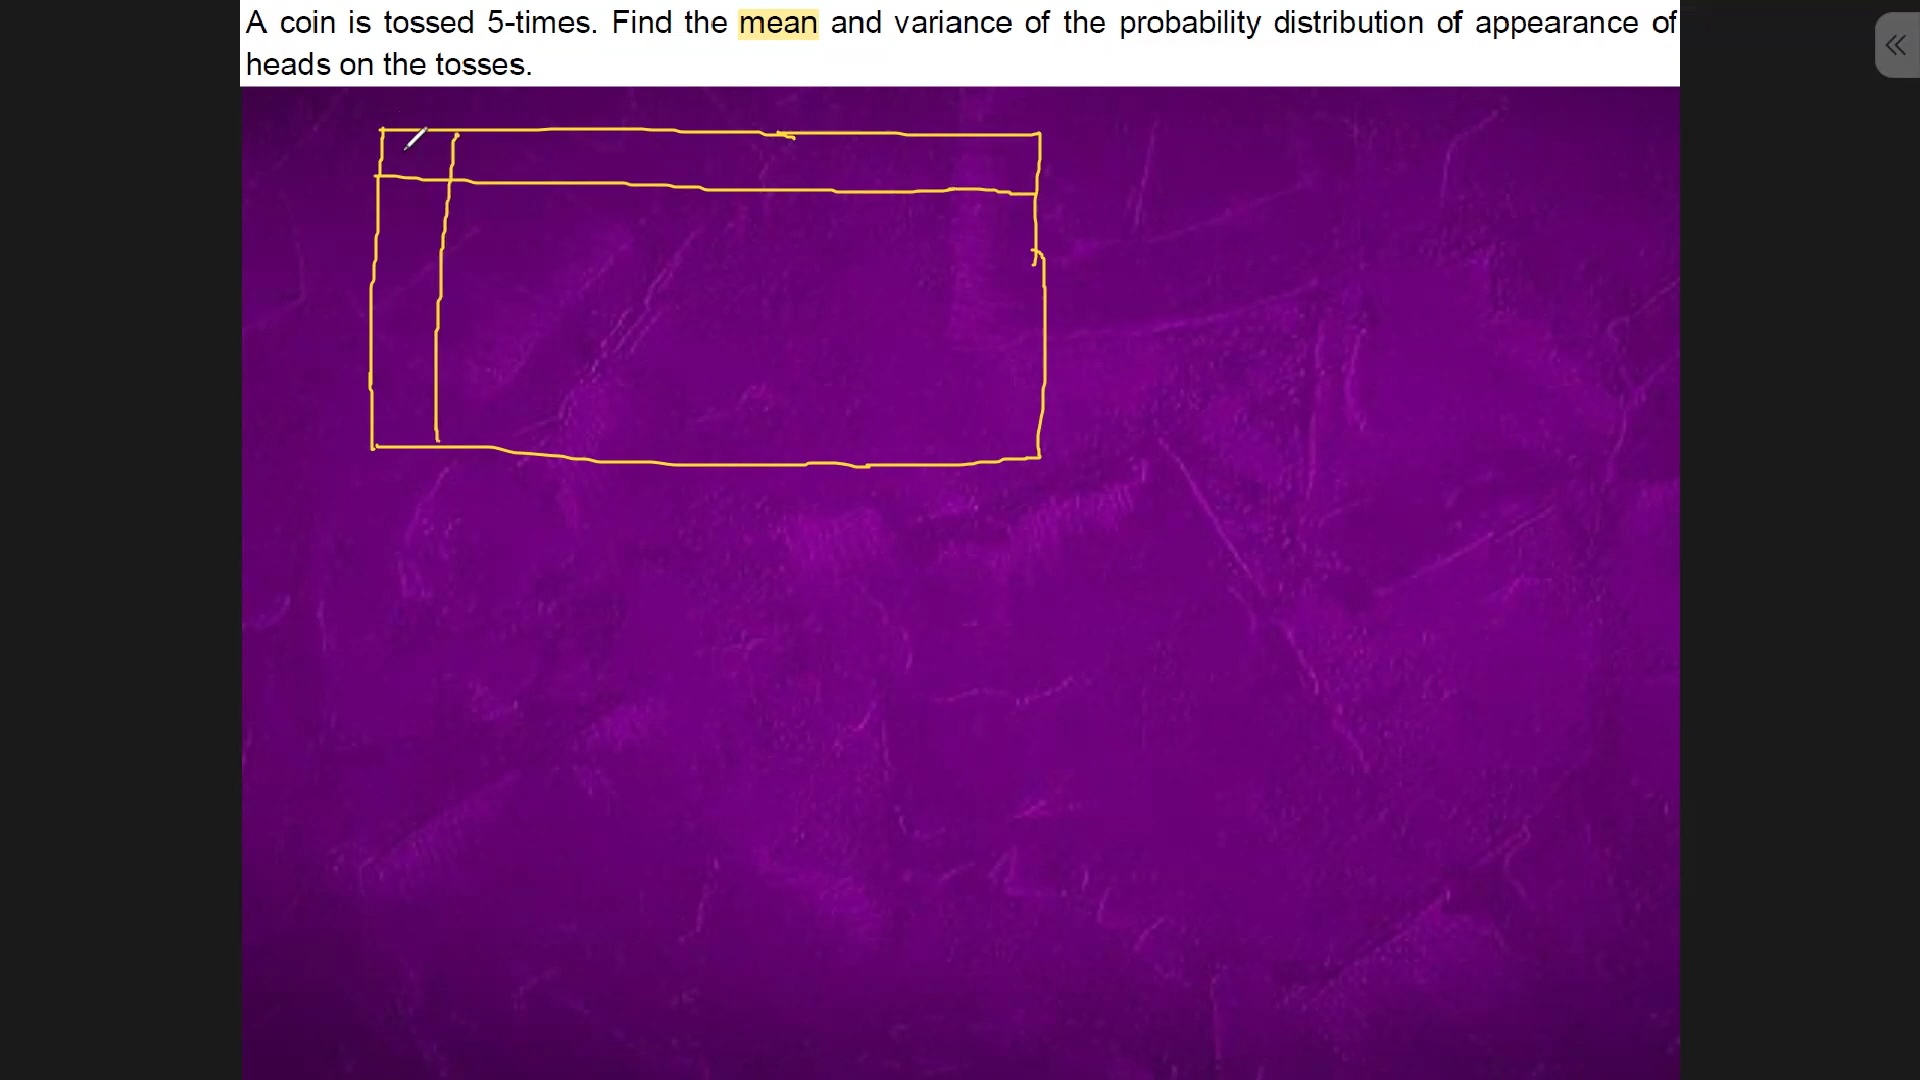 A coin is tossed 5-times. Find the mean and variance of the probability distribution of appearance of
heads on the tosses.